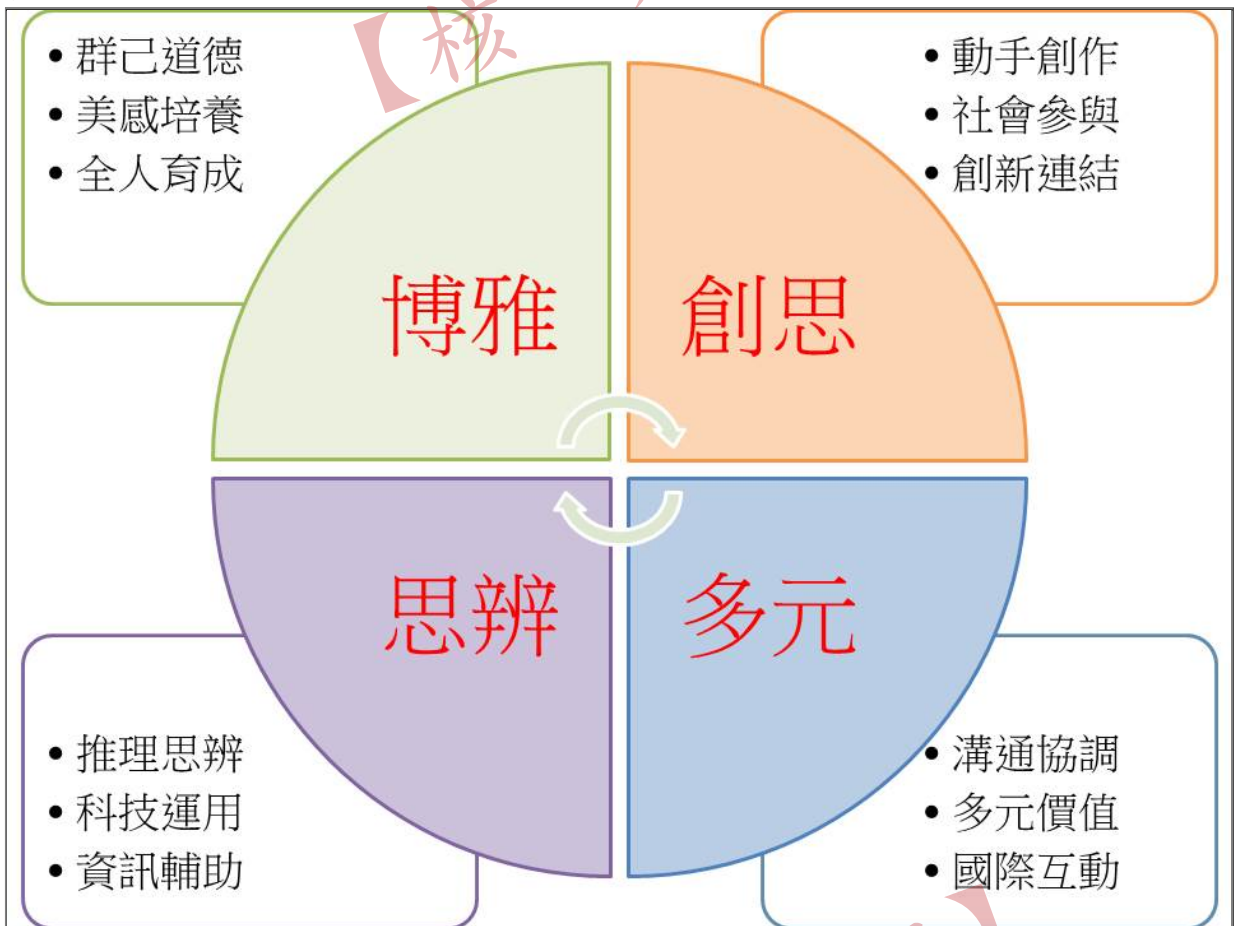 【核
• 群己道德
• 美感培養
• 全人育成
• 動手創作
• 社會參與
• 創新連結
博雅
創思
思辨
多元
• 推理思辨
• 科技運用
• 資訊輔助
• 溝通協調
• 多元價值
• 國際互動